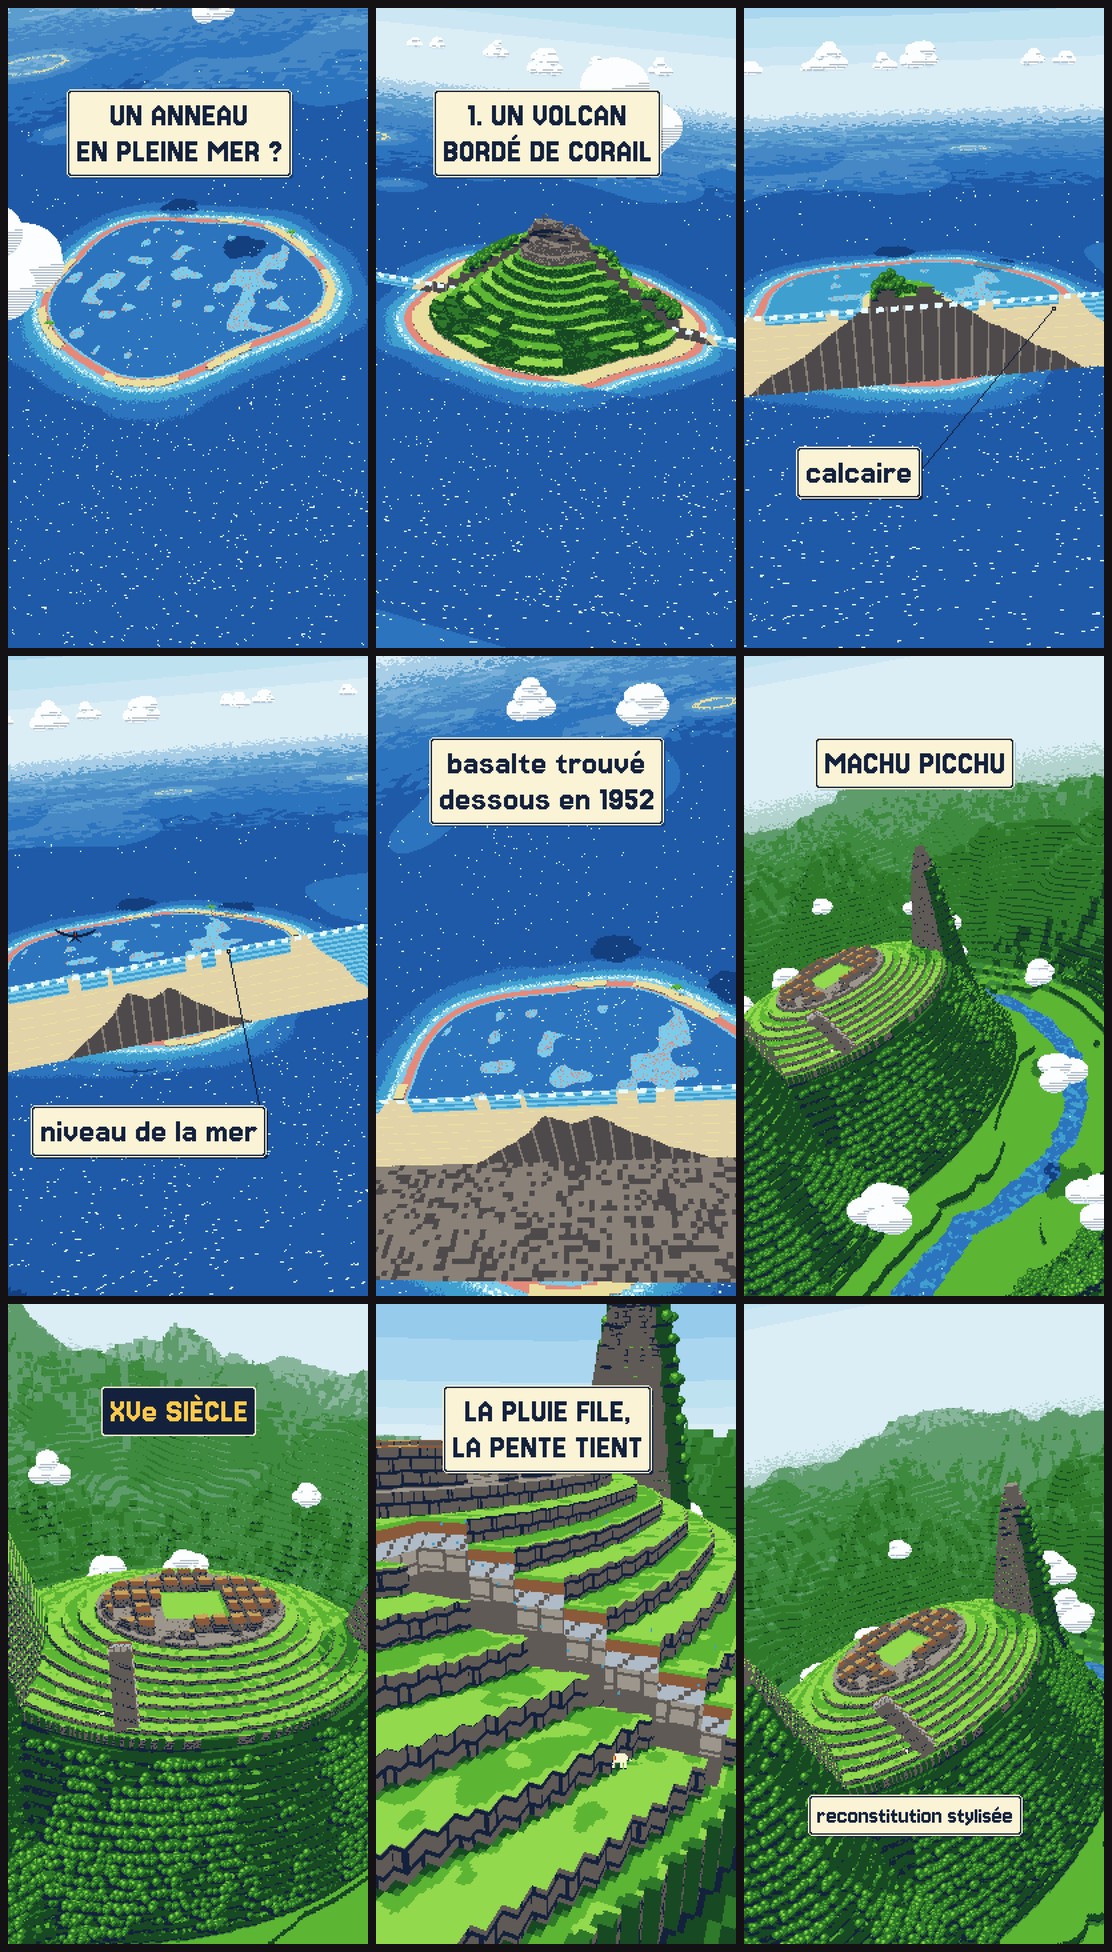 UN ANNEAU
EN PLEINE MER ?
1. UN VOLCAN
BORDÉ DE CORAIL
calcaire
niveau de la mer
basalte trouvé
dessous en 1952
MACHU PICCHU
XVe SIÈCLE
LA PLUIE FILE,
LA PENTE TIENT
reconstitution stylisée